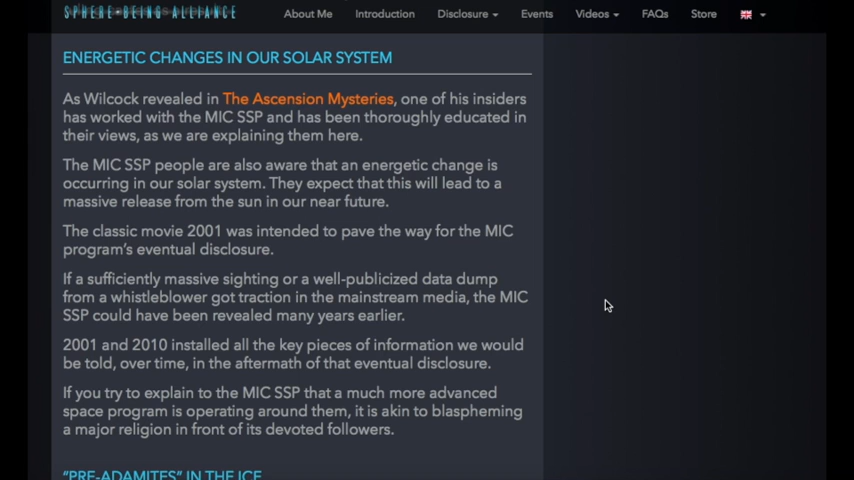 SPHERE BEING ALLIANCE
About Me
Introduction
Disclosure
Events
Videos
FAQs
Store
ENERGETIC CHANGES IN OUR SOLAR SYSTEM
As Wilcock revealed in The Ascension Mysteries, one of his insiders
has worked with the MIC SSP and has been thoroughly educated in
their views, as we are explaining them here.
The MIC SSP people are also aware that an energetic change is
occurring in our solar system. They expect that this will lead to a
massive release from the sun in our near future.
The classic movie 2001 was intended to pave the way for the MIC
program's eventual disclosure.
If a sufficiently massive sighting or a well-publicized data dump
from a whistleblower got traction in the mainstream media, the MIC
SSP could have been revealed many years earlier.
2001 and 2010 installed all the key pieces of information we would
be told, over time, in the aftermath of that eventual disclosure.
If you try to explain to the MIC SSP that a much more advanced
space program is operating around them, it is akin to blaspheming
a major religion in front of its devoted followers.
“PRE-ADAMITES” IN THE ICE